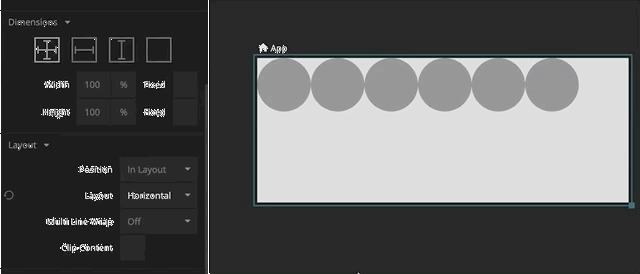 Dimensions
Width 100 % Fixed
Height 100 % Fixed
Layout
Position In Layout
Layout Horizontal
Multi Line Wrap Off
Clip Content
App